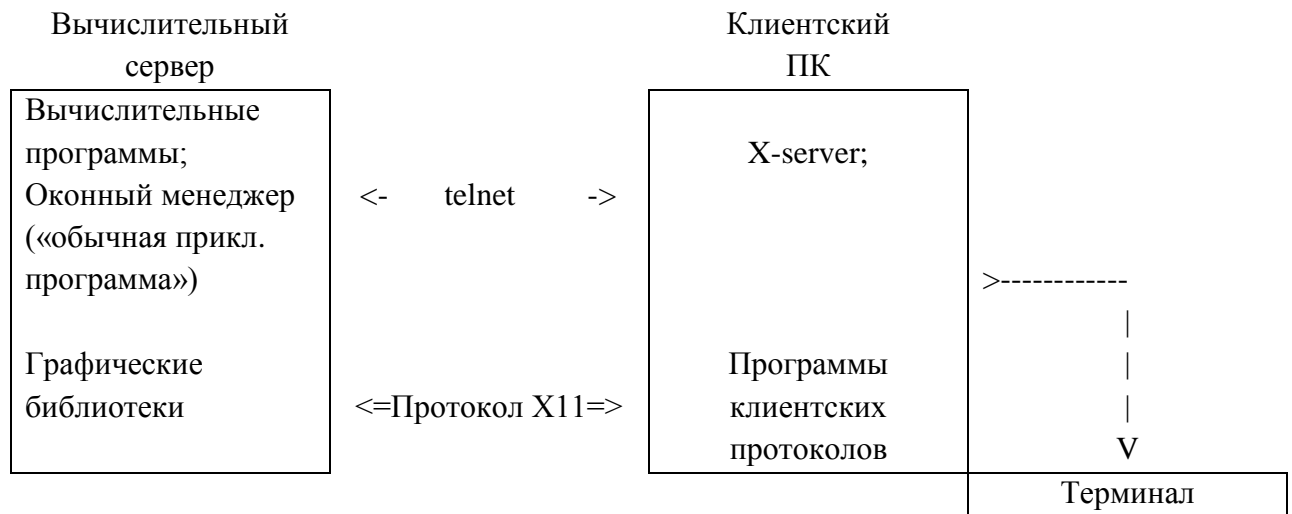 Вычислительный
сервер
Клиентский
ПК
Вычислительные
программы;
Оконный менеджер
(«обычная прикл.
программа»)
Графические
библиотеки
<- telnet ->
<=Протокол X11=>
X-server;
Программы
клиентских
протоколов
>------------
|
|
|
V
Терминал